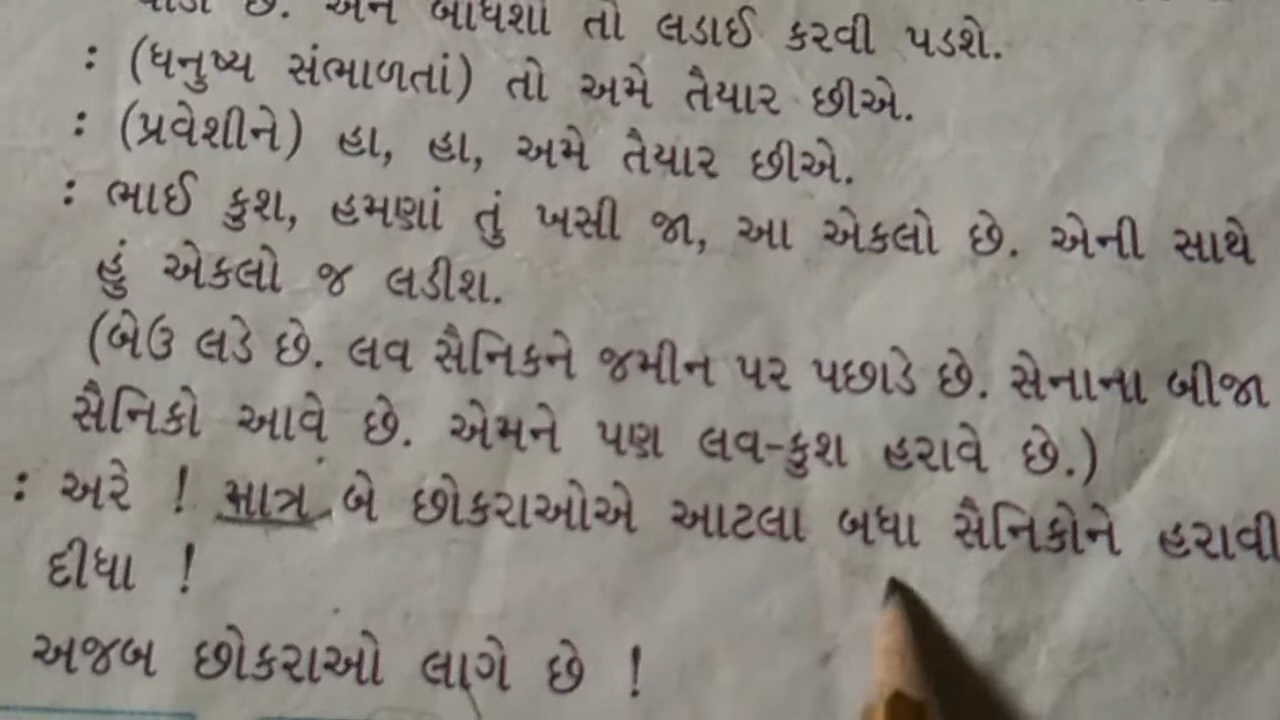 છે. અને બાંધશો તો લડાઈ કરવી પડશે.
: (ધનુષ્ય સંભાળતાં) તો અમે તૈયાર છીએ.
: (પ્રવેશીને) હા, હા, અમે તૈયાર છીએ.
: ભાઈ કુશ, હમણાં તું ખસી જા, આ એકલો છે. એની સાથે
હું એકલો જ લડીશ.
(બેઉ લડે છે. લવ સૈનિકને જમીન પર પછાડે છે. સેનાના બીજા
સૈનિકો આવે છે. એમને પણ લવ-કુશ હરાવે છે.)
: અરે ! માત્ર બે છોકરાઓએ આટલા બધા સૈનિકોને હરાવી
દીધા !
અજબ છોકરાઓ લાગે છે !